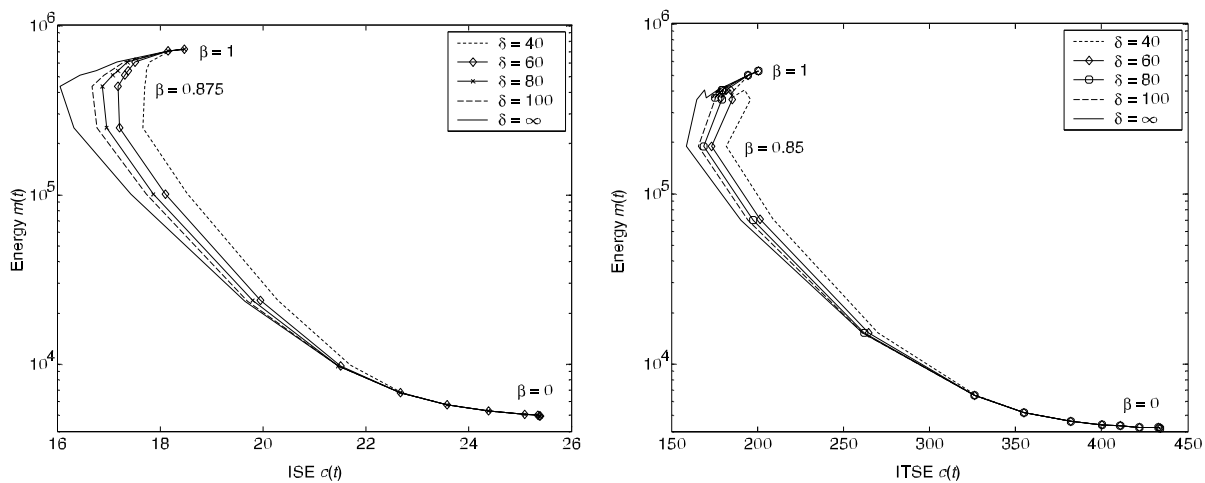 10^6
10^5
10^4
Energy m(t)
β = 1
β = 0.875
β = 0
δ = 40
δ = 60
δ = 80
δ = 100
δ = ∞
16 18 20 22 24 26
ISE c(t)
10^6
10^5
10^4
Energy m(t)
β = 1
β = 0.85
β = 0
δ = 40
δ = 60
δ = 80
δ = 100
δ = ∞
150 200 250 300 350 400 450
ITSE c(t)